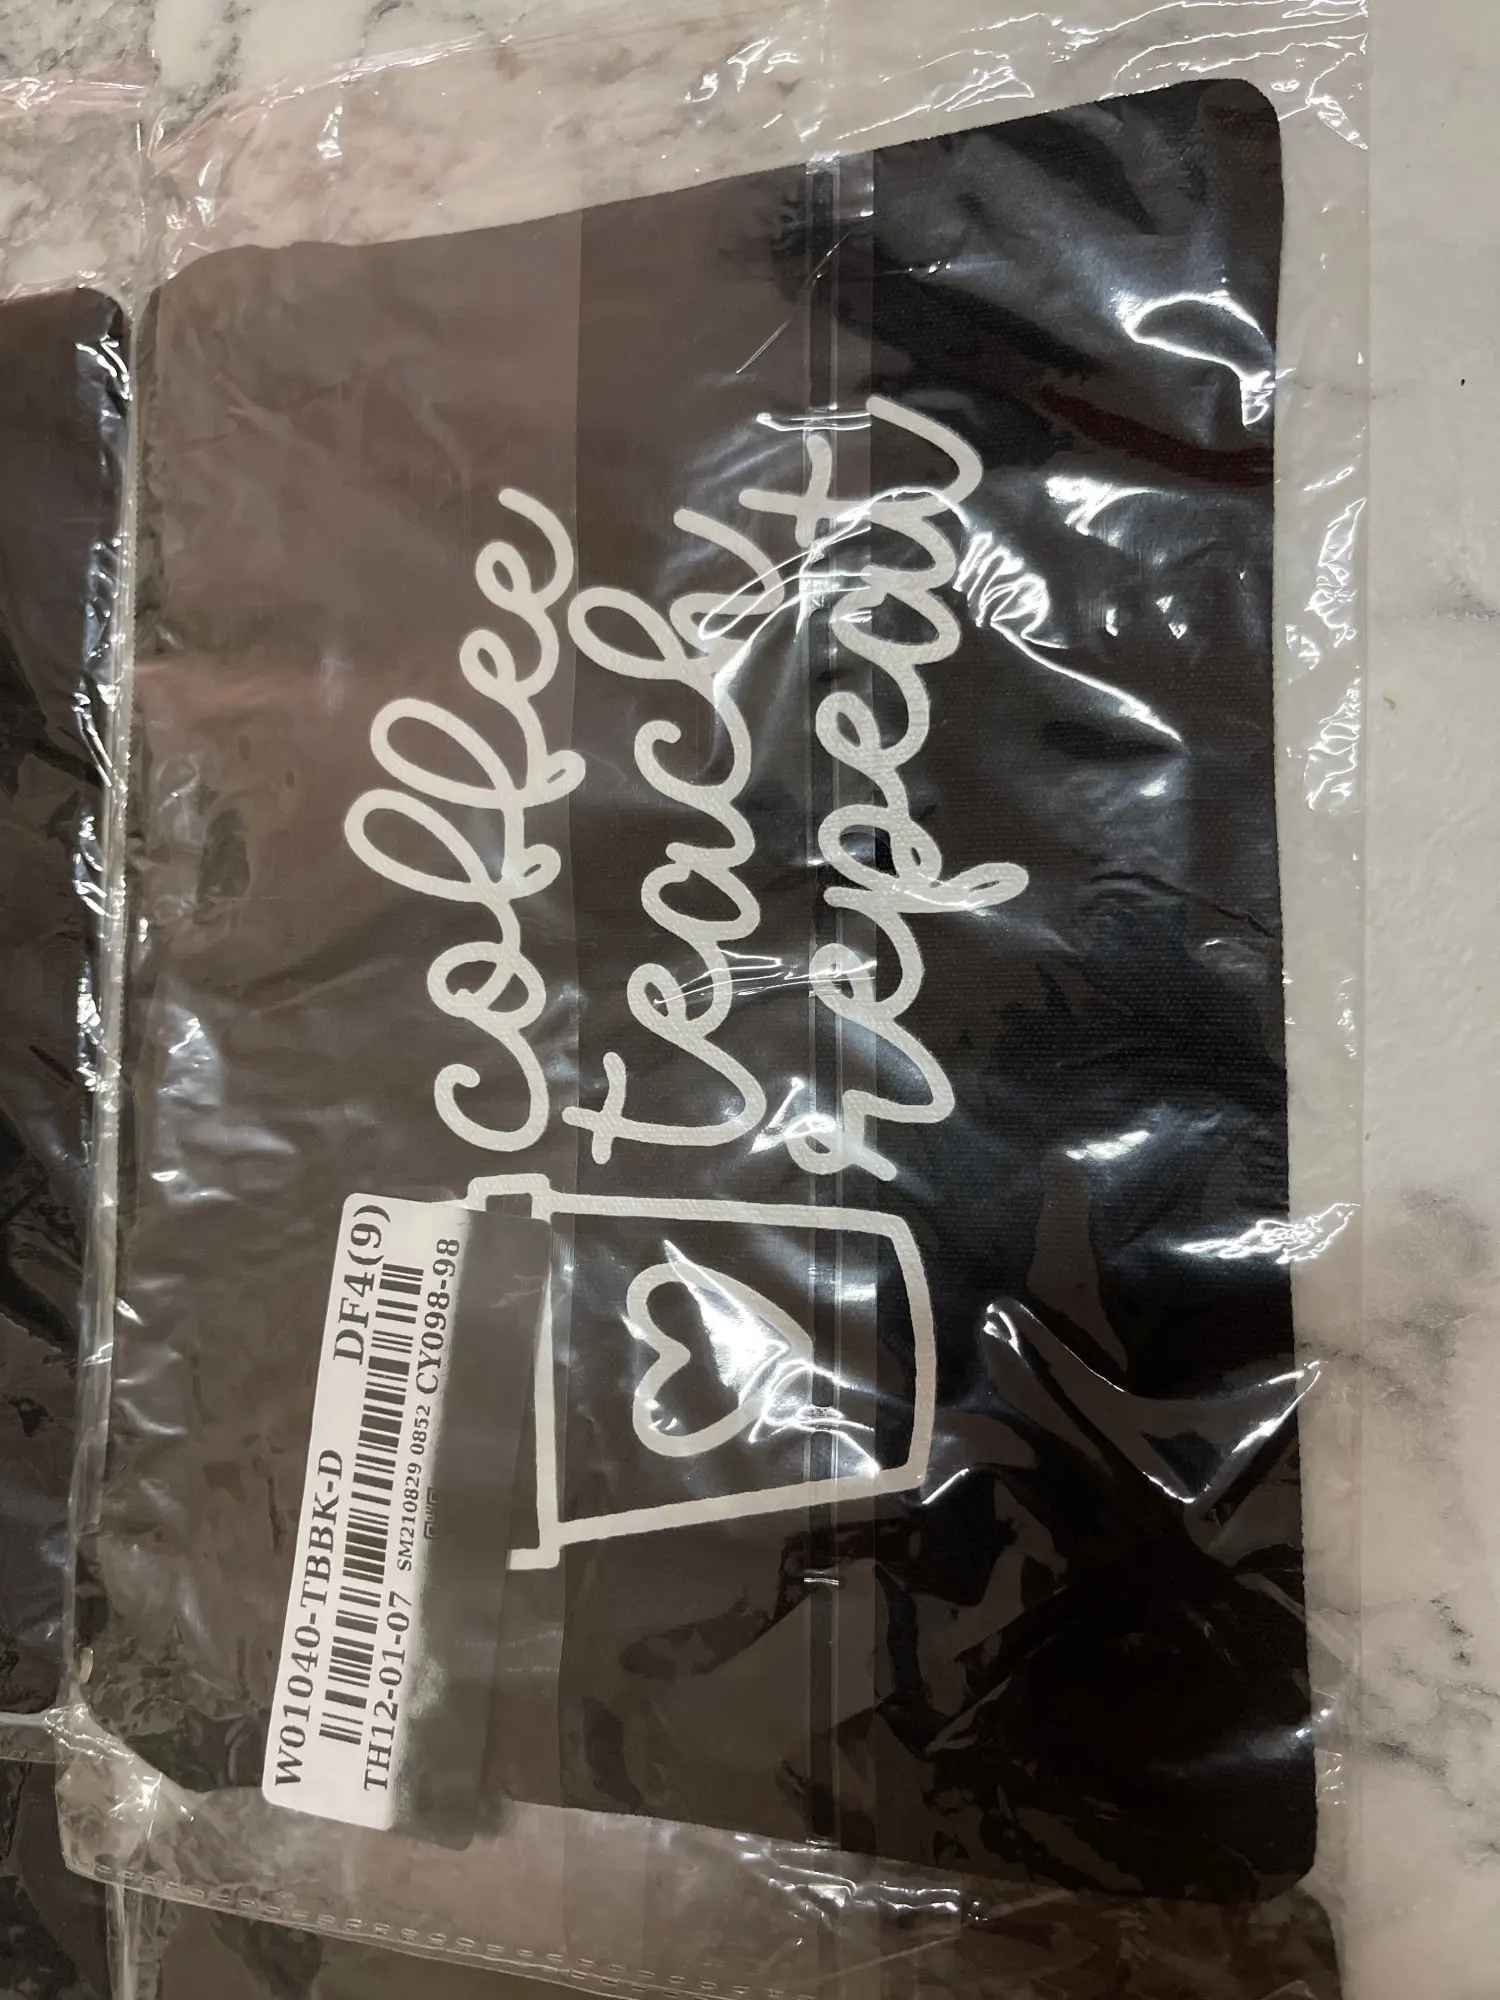 coffee
teach
repeat
W01040-TBBK-D DF4(9)
TH12-01-07 SM210829 0852 CY098-98